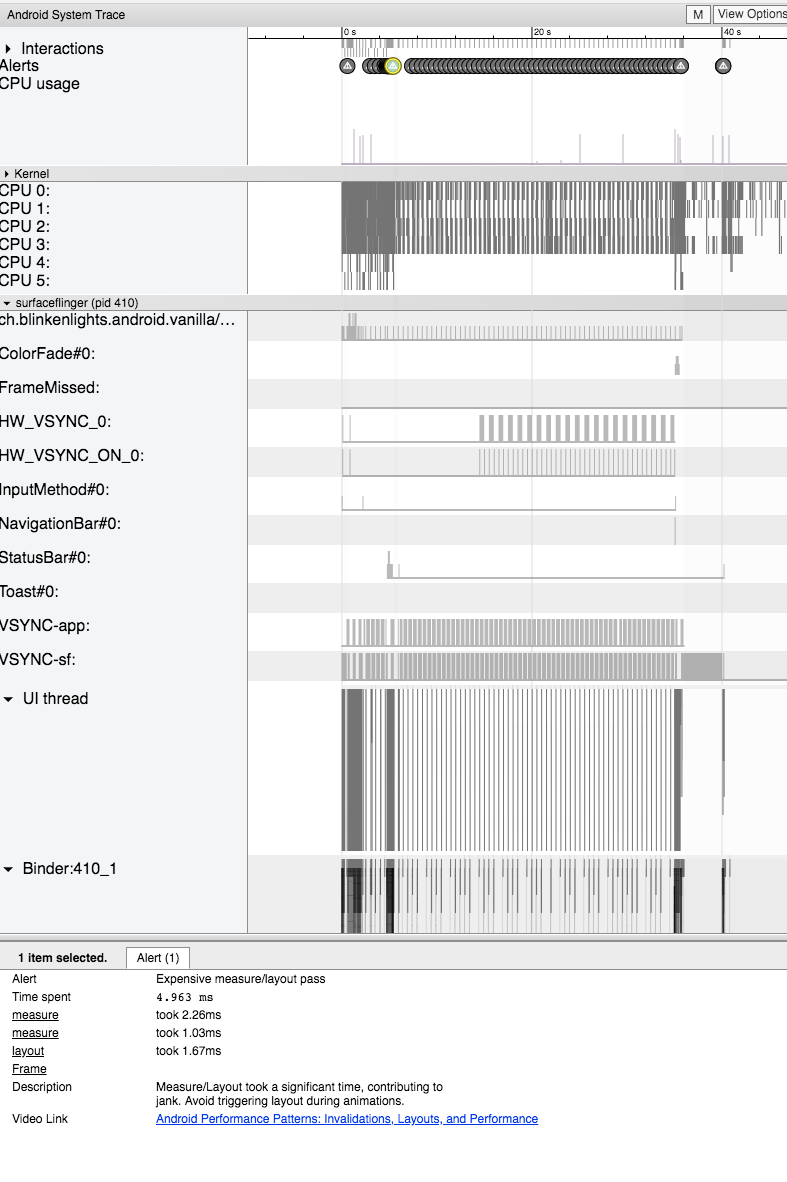 Android System Trace
M
View Options
0 s
20 s
40 s
Interactions
Alerts
CPU usage
Kernel
CPU 0:
CPU 1:
CPU 2:
CPU 3:
CPU 4:
CPU 5:
surfaceflinger (pid 410)
ch.blinkenlights.android.vanilla/…
ColorFade#0:
FrameMissed:
HW_VSYNC_0:
HW_VSYNC_ON_0:
InputMethod#0:
NavigationBar#0:
StatusBar#0:
Toast#0:
VSYNC-app:
VSYNC-sf:
UI thread
Binder:410_1
1 item selected.
Alert (1)
Alert Expensive measure/layout pass
Time spent 4.963 ms
measure took 2.26ms
measure took 1.03ms
layout took 1.67ms
Frame
Description Measure/Layout took a significant time, contributing to
jank. Avoid triggering layout during animations.
Video Link Android Performance Patterns: Invalidations, Layouts, and Performance